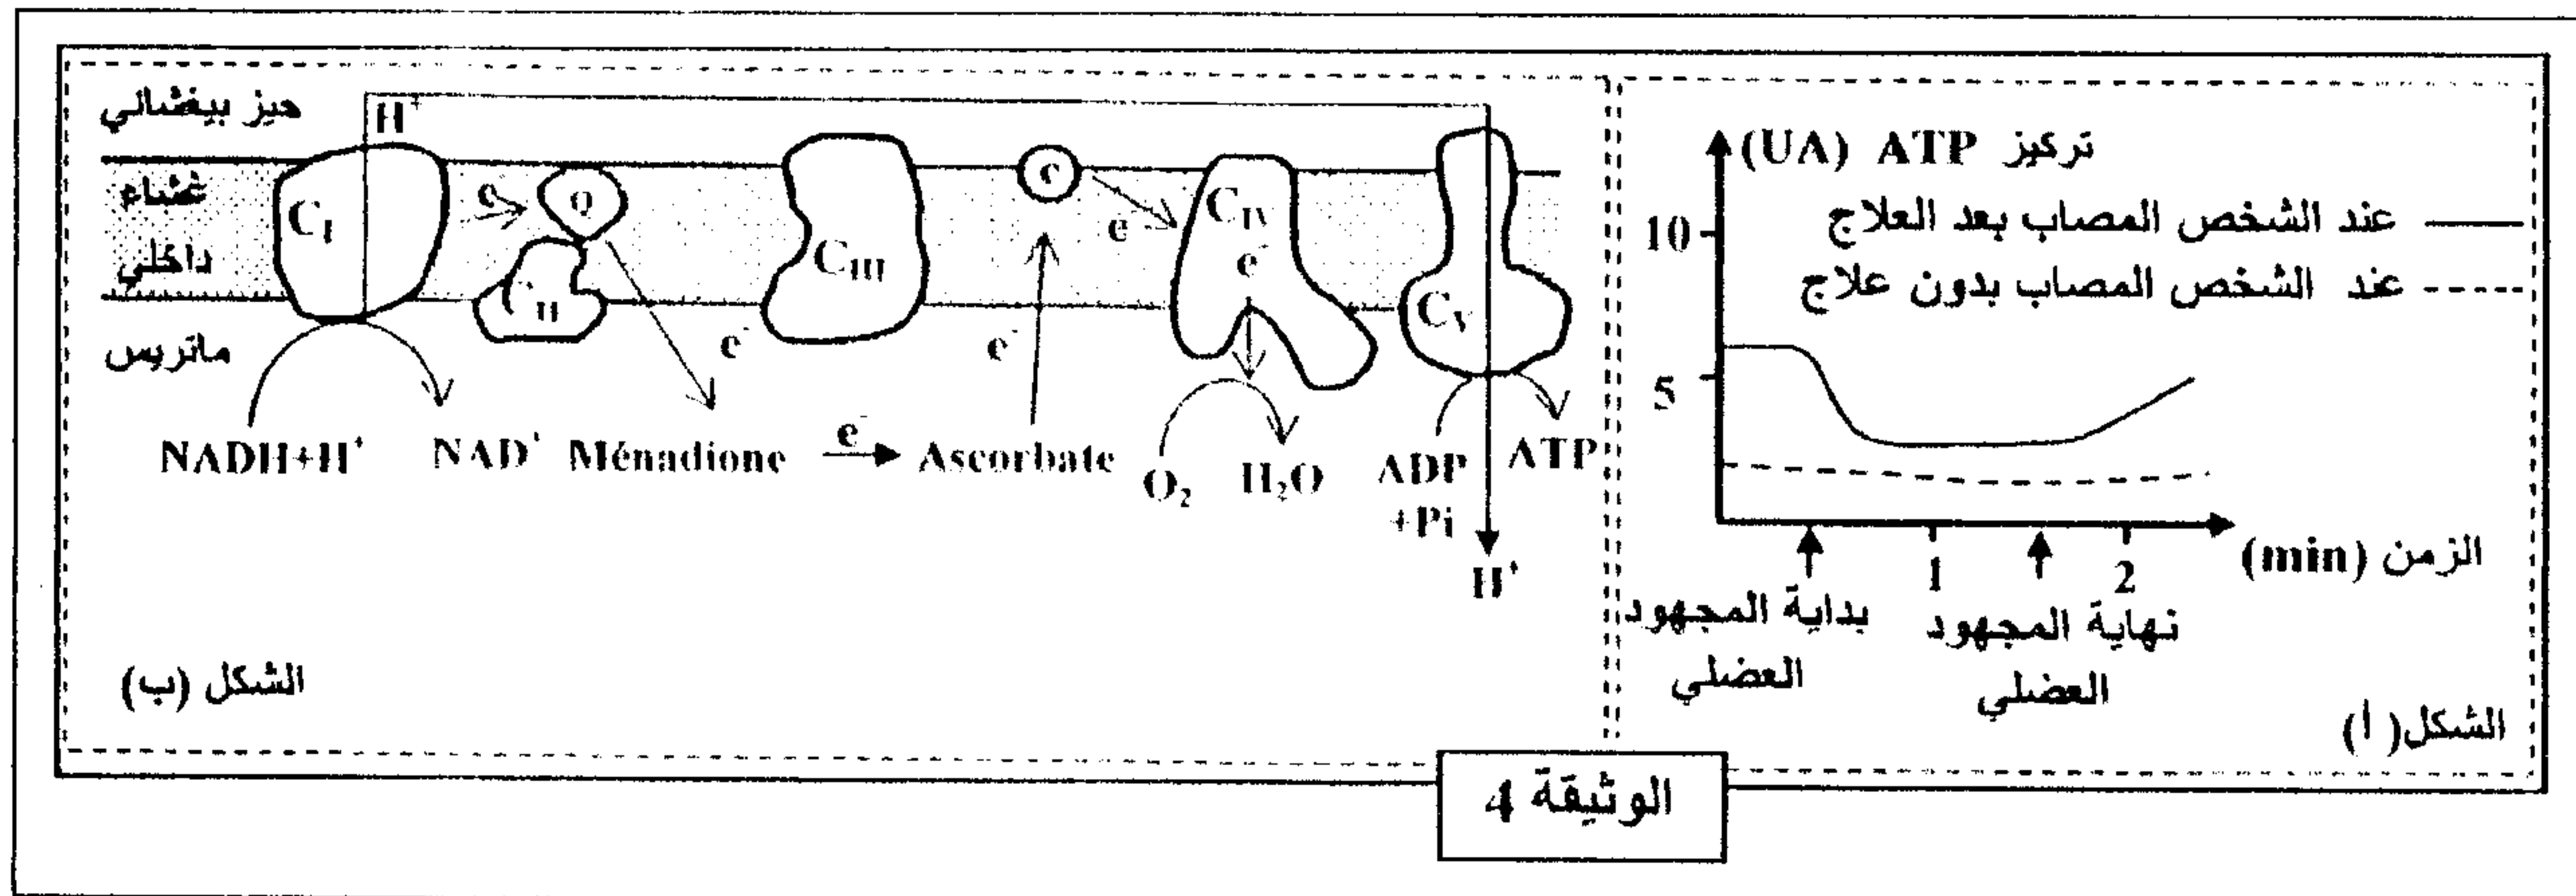 تركيز ATP (UA)
عند الشخص المصاب بعد العلاج
عند الشخص المصاب بدون علاج
10
5
1
2
الزمن (min)
بداية المجهود
العضلي
نهاية المجهود
العضلي
الشكل (أ)
حيز بيغشائي
H⁺
غشاء
داخلي
ماتريس
C_I
e⁻
Q
C_II
C_III
e⁻
e⁻
c
e⁻
C_IV
e⁻
C_V
NADH+H⁺
NAD⁺
Ménadione
e⁻
Ascorbate
O₂
H₂O
ADP
+Pi
ATP
H⁺
الشكل (ب)
الوثيقة 4